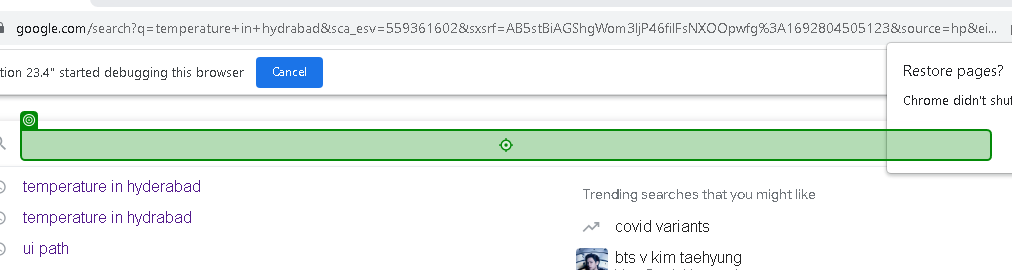 google.com/search?q=temperature+in+hydrabad&sca_esv=559361602&sxsrf=AB5stBiAGShgWom3IjP46filFsNXOOpwfg%3A1692804505123&source=hp&ei...
tion 23.4" started debugging this browser
Cancel
Restore pages?
Chrome didn't shut
temperature in hyderabad
temperature in hydrabad
ui path
Trending searches that you might like
covid variants
bts v kim taehyung